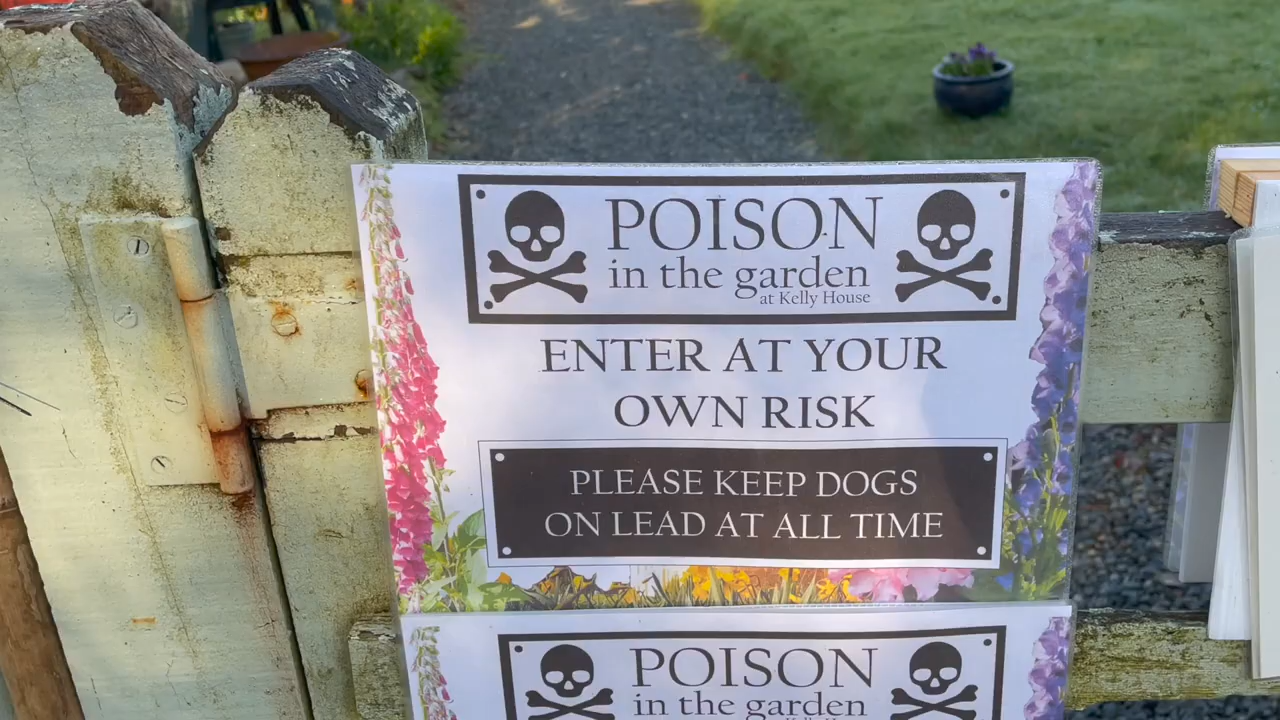 POISON
in the garden
at Kelly House
ENTER AT YOUR
OWN RISK
PLEASE KEEP DOGS
ON LEAD AT ALL TIME
POISON
in the garden